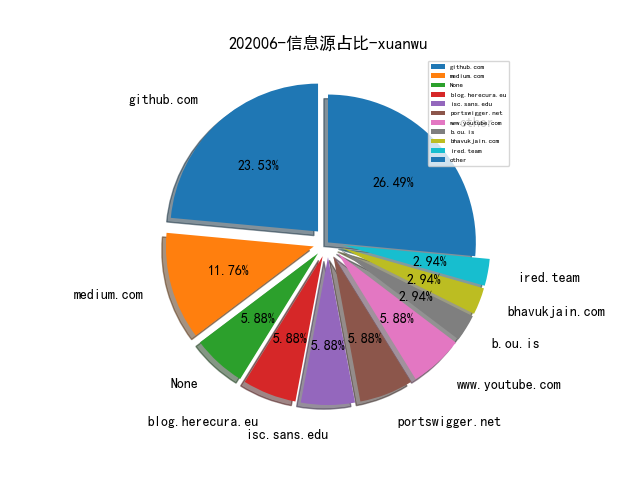 202006-信息源占比-xuanwu
github.com
medium.com
None
blog.herecura.eu
isc.sans.edu
portswigger.net
www.youtube.com
b.ou.is
bhavukjain.com
ired.team
other
github.com
23.53%
26.49%
medium.com
11.76%
None
5.88%
blog.herecura.eu
5.88%
isc.sans.edu
5.88%
portswigger.net
5.88%
www.youtube.com
5.88%
b.ou.is
2.94%
bhavukjain.com
2.94%
ired.team
2.94%
other